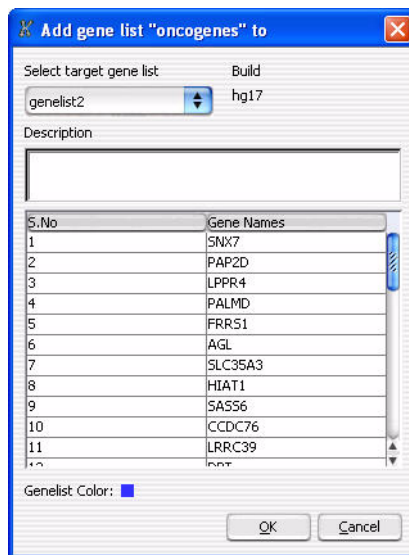 Add gene list "oncogenes" to
Select target gene list Build
genelist2 hg17
Description
S.No Gene Names
1 SNX7
2 PAP2D
3 LPPR4
4 PALMD
5 FRRS1
6 AGL
7 SLC35A3
8 HIAT1
9 SASS6
10 CCDC76
11 LRRC39
12 DBT
Genelist Color:
OK Cancel